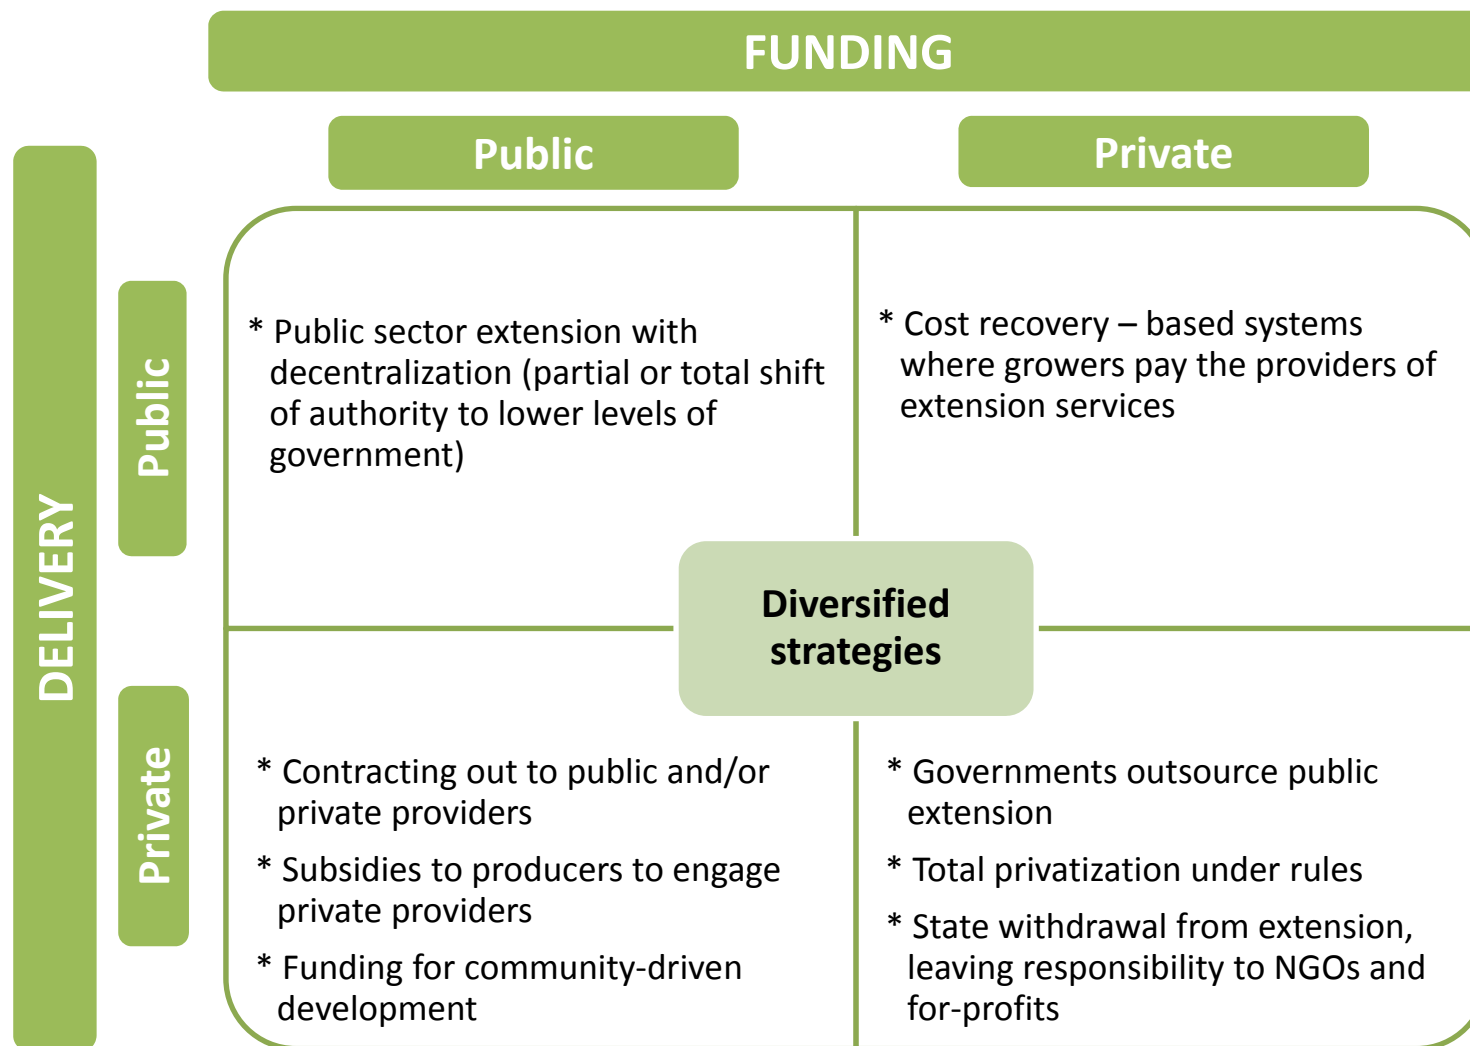 FUNDING
Public
Private
DELIVERY
Public
* Public sector extension with
decentralization (partial or total shift
of authority to lower levels of
government)
* Cost recovery – based systems
where growers pay the providers of
extension services
Diversified
strategies
Private
* Contracting out to public and/or
private providers
* Subsidies to producers to engage
private providers
* Funding for community-driven
development
* Governments outsource public
extension
* Total privatization under rules
* State withdrawal from extension,
leaving responsibility to NGOs and
for-profits